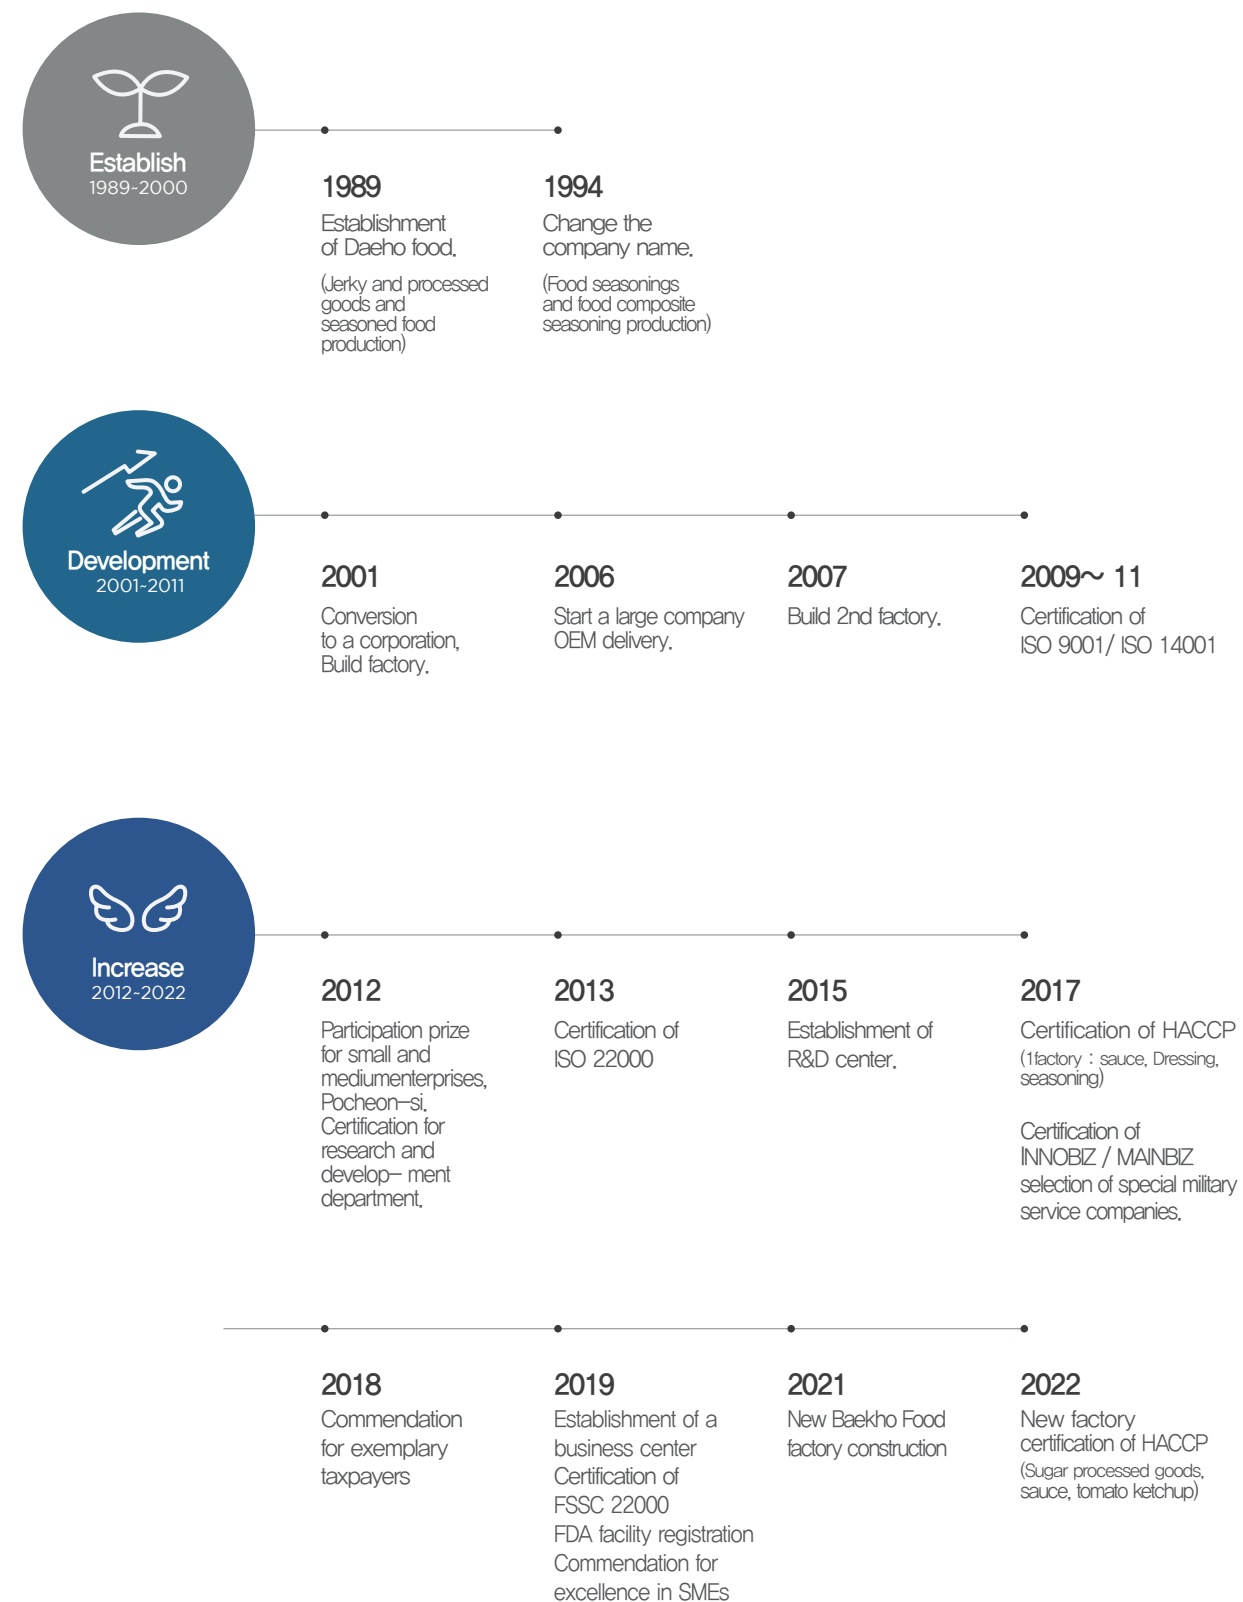 Establish
1989~2000
1989
Establishment
of Daeho food.
(Jerky and processed
goods and
seasoned food
production)
1994
Change the
company name.
(Food seasonings
and food composite
seasoning production)
Development
2001~2011
2001
Conversion
to a corporation,
Build factory.
2006
Start a large company
OEM delivery.
2007
Build 2nd factory.
2009~ 11
Certification of
ISO 9001/ ISO 14001
Increase
2012~2022
2012
Participation prize
for small and
mediumenterprises,
Pocheon-si.
Certification for
research and
develop- ment
department.
2013
Certification of
ISO 22000
2015
Establishment of
R&D center.
2017
Certification of HACCP
(1factory : sauce, Dressing,
seasoning)
Certification of
INNOBIZ / MAINBIZ
selection of special military
service companies.
2018
Commendation
for exemplary
taxpayers
2019
Establishment of a
business center
Certification of
FSSC 22000
FDA facility registration
Commendation for
excellence in SMEs
2021
New Baekho Food
factory construction
2022
New factory
certification of HACCP
(Sugar processed goods,
sauce, tomato ketchup)